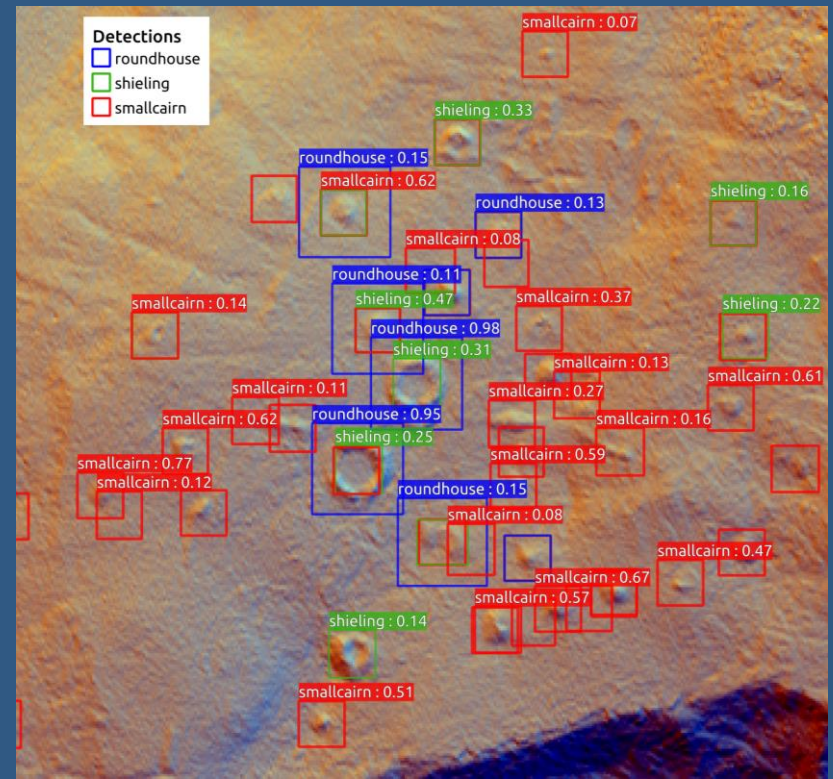 Detections
roundhouse
shieling
smallcairn
smallcairn : 0.07
shieling : 0.33
roundhouse : 0.15
smallcairn : 0.62
shieling : 0.16
roundhouse : 0.13
smallcairn : 0.08
roundhouse : 0.11
shieling : 0.47
smallcairn : 0.14
smallcairn : 0.37
shieling : 0.22
roundhouse : 0.98
shieling : 0.31
smallcairn : 0.13
smallcairn : 0.11
smallcairn : 0.27
smallcairn : 0.61
smallcairn : 0.62
roundhouse : 0.95
smallcairn : 0.16
shieling : 0.25
smallcairn : 0.77
smallcairn : 0.59
smallcairn : 0.12
roundhouse : 0.15
smallcairn : 0.08
smallcairn : 0.47
smallcairn : 0.67
smallcairn : 0.57
shieling : 0.14
smallcairn : 0.51